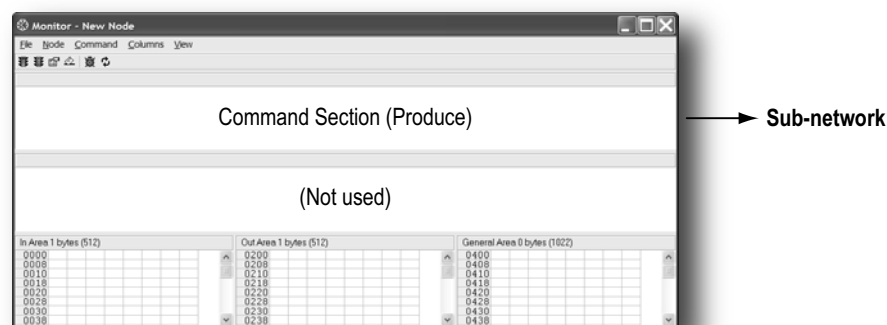 Monitor - New Node
File Node Command Columns View
Command Section (Produce)
Sub-network
(Not used)
In Area 1 bytes (512)
Out Area 1 bytes (512)
General Area 0 bytes (1022)
0000 0200 0400
0008 0208 0408
0010 0210 0410
0018 0218 0418
0020 0220 0420
0028 0228 0428
0030 0230 0430
0038 0238 0438